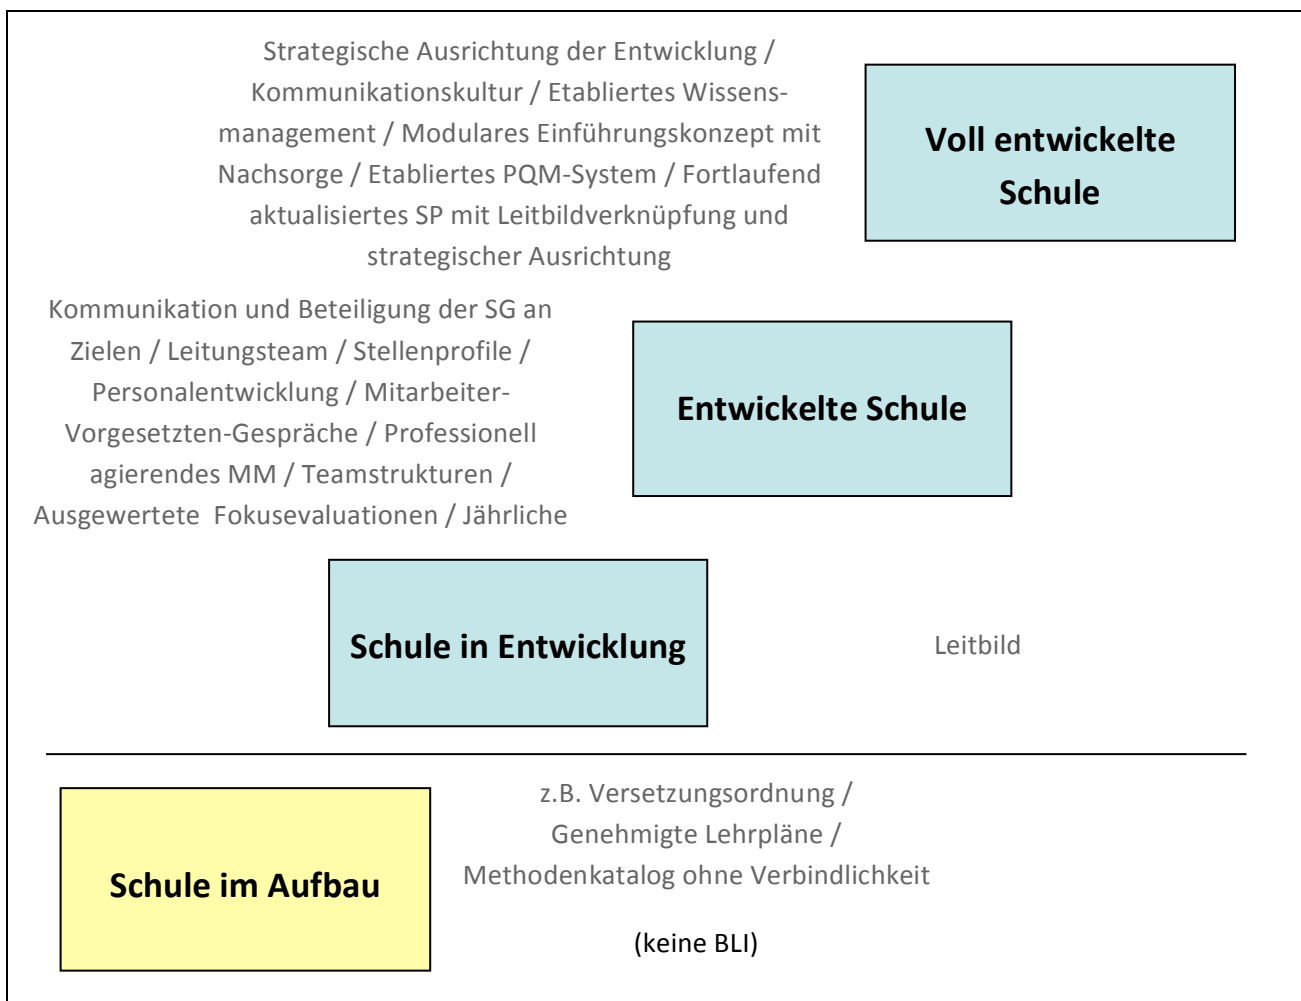 Strategische Ausrichtung der Entwicklung /
Kommunikationskultur / Etabliertes Wissens-
management / Modulares Einführungskonzept mit
Nachsorge / Etabliertes PQM-System / Fortlaufend
aktualisiertes SP mit Leitbildverknüpfung und
strategischer Ausrichtung
Voll entwickelte
Schule
Kommunikation und Beteiligung der SG an
Zielen / Leitungsteam / Stellenprofile /
Personalentwicklung / Mitarbeiter-
Vorgesetzten-Gespräche / Professionell
agierendes MM / Teamstrukturen /
Ausgewertete  Fokusevaluationen / Jährliche
Entwickelte Schule
Schule in Entwicklung
Leitbild
Schule im Aufbau
z.B. Versetzungsordnung /
Genehmigte Lehrpläne /
Methodenkatalog ohne Verbindlichkeit
(keine BLI)